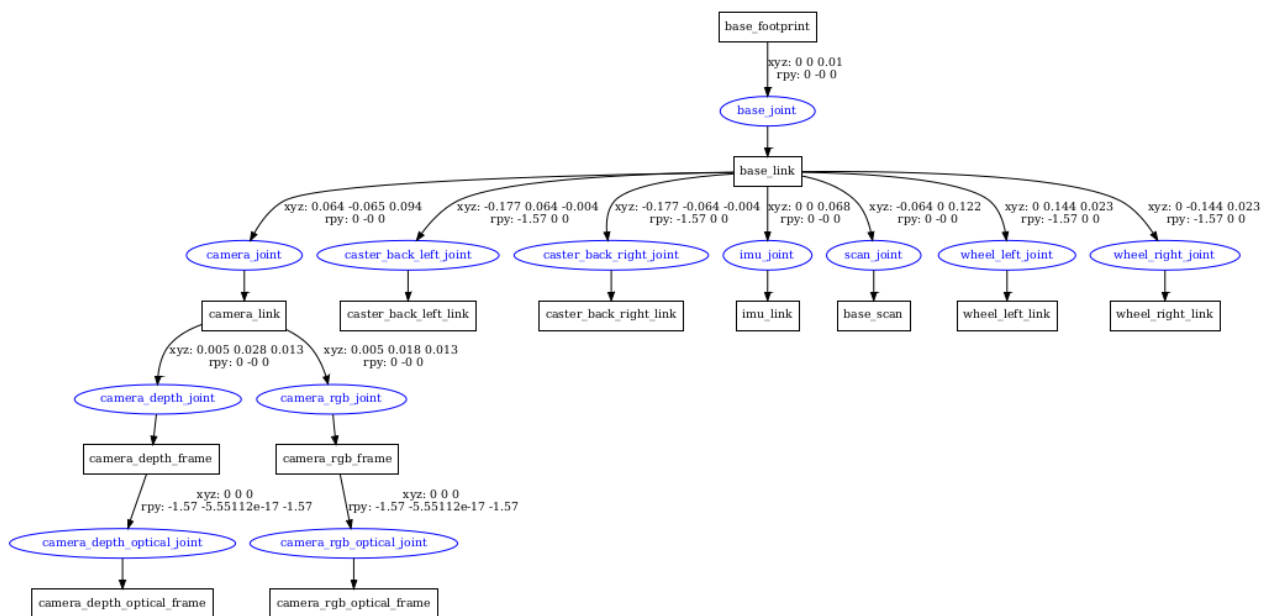 base_footprint
xyz: 0 0 0.01
rpy: 0 -0 0
base_joint
base_link
xyz: 0.064 -0.065 0.094
rpy: 0 -0 0
xyz: -0.177 0.064 -0.004
rpy: -1.57 0 0
xyz: -0.177 -0.064 -0.004
rpy: -1.57 0 0
xyz: 0 0 0.068
rpy: 0 -0 0
xyz: -0.064 0 0.122
rpy: 0 -0 0
xyz: 0 0.144 0.023
rpy: -1.57 0 0
xyz: 0 -0.144 0.023
rpy: -1.57 0 0
camera_joint
caster_back_left_joint
caster_back_right_joint
imu_joint
scan_joint
wheel_left_joint
wheel_right_joint
camera_link
caster_back_left_link
caster_back_right_link
imu_link
base_scan
wheel_left_link
wheel_right_link
xyz: 0.005 0.028 0.013
rpy: 0 -0 0
xyz: 0.005 0.018 0.013
rpy: 0 -0 0
camera_depth_joint
camera_rgb_joint
camera_depth_frame
camera_rgb_frame
xyz: 0 0 0
rpy: -1.57 -5.55112e-17 -1.57
xyz: 0 0 0
rpy: -1.57 -5.55112e-17 -1.57
camera_depth_optical_joint
camera_rgb_optical_joint
camera_depth_optical_frame
camera_rgb_optical_frame